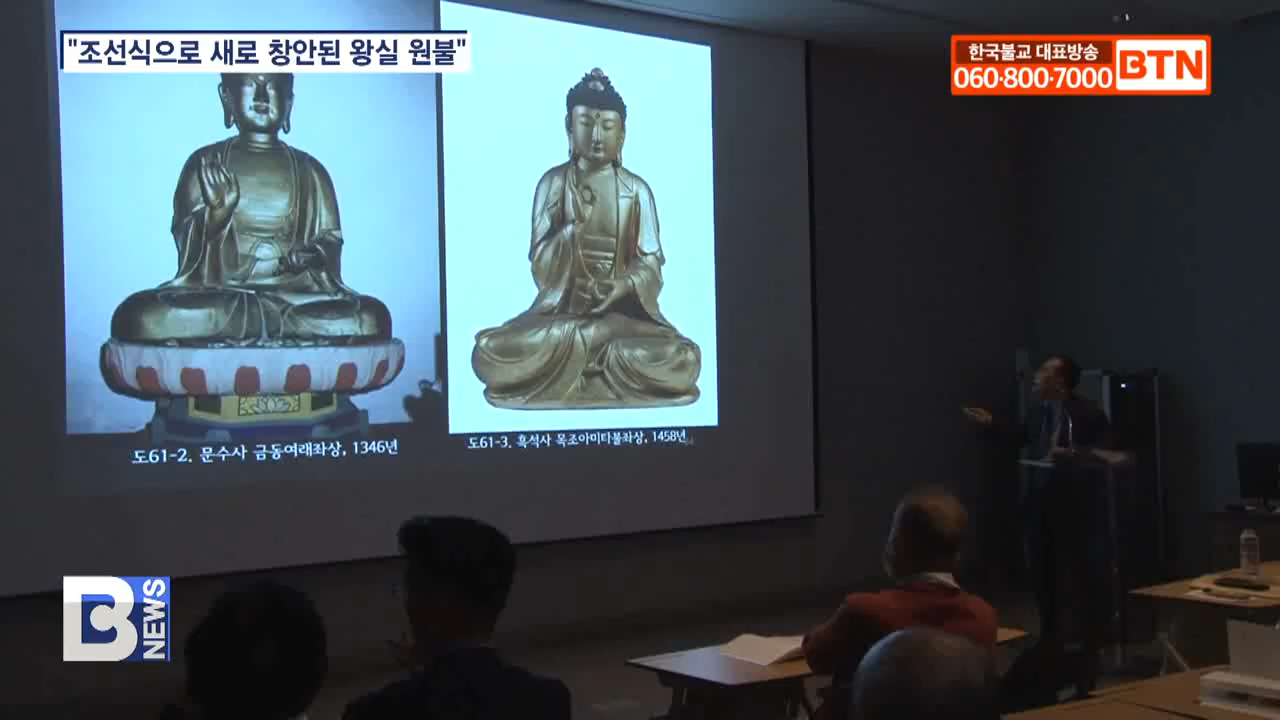 "조선식으로 새로 창안된 왕실 원불"
한국불교 대표방송
060·800·7000
BTN
도61-2. 문수사 금동여래좌상, 1346년
도61-3. 흑석사 목조아미타불좌상, 1458년
B NEWS